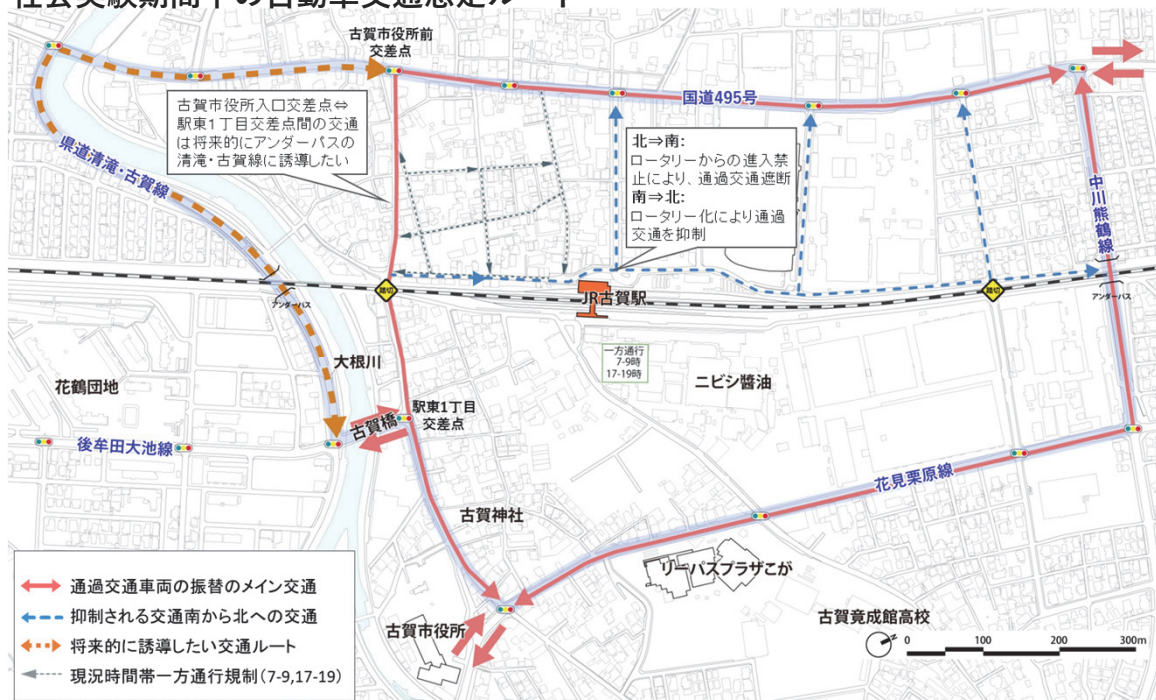 社会実験期間中の自動車交通想定ルート
古賀市役所前
交差点
国道495号
古賀市役所入口交差点⇔
駅東1丁目交差点間の交通
は将来的にアンダーパスの
清滝・古賀線に誘導したい
県道清滝・古賀線
北⇒南:
ロータリーからの進入禁
止により、通過交通遮断
南⇒北:
ロータリー化により通過
交通を抑制
中川熊鶴線
踏切
踏切
アンダーパス
アンダーパス
JR古賀駅
一方通行
7-9時
17-19時
大根川
ニビシ醬油
花鶴団地
駅東1丁目
交差点
古賀橋
後牟田大池線
花見栗原線
古賀神社
リーパスプラザこが
古賀市役所
古賀竟成館高校
通過交通車両の振替のメイン交通
抑制される交通南から北への交通
将来的に誘導したい交通ルート
現況時間帯一方通行規制(7-9,17-19)
N
0 100 200 300m